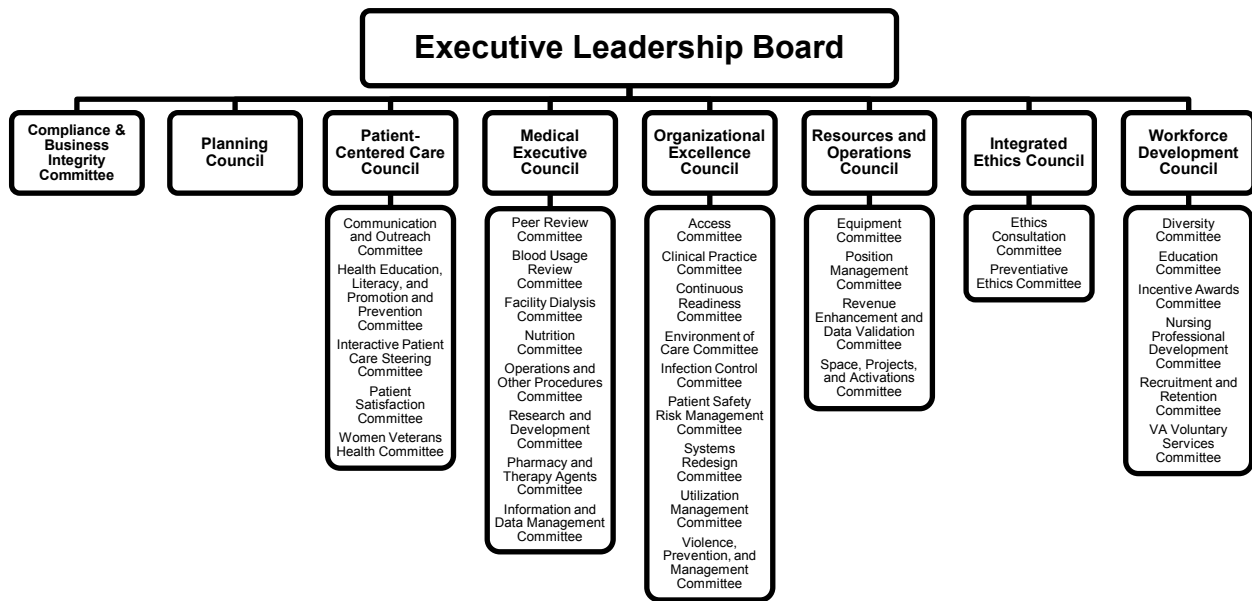 Executive Leadership Board
Compliance &
Business
Integrity
Committee
Planning
Council
Patient-
Centered Care
Council
Medical
Executive
Council
Organizational
Excellence
Council
Resources and
Operations
Council
Integrated
Ethics Council
Workforce
Development
Council
Communication
and Outreach
Committee
Health Education,
Literacy, and
Promotion and
Prevention
Committee
Interactive Patient
Care Steering
Committee
Patient
Satisfaction
Committee
Women Veterans
Health Committee
Peer Review
Committee
Blood Usage
Review
Committee
Facility Dialysis
Committee
Nutrition
Committee
Operations and
Other Procedures
Committee
Research and
Development
Committee
Pharmacy and
Therapy Agents
Committee
Information and
Data Management
Committee
Access
Committee
Clinical Practice
Committee
Continuous
Readiness
Committee
Environment of
Care Committee
Infection Control
Committee
Patient Safety
Risk Management
Committee
Systems
Redesign
Committee
Utilization
Management
Committee
Violence,
Prevention, and
Management
Committee
Equipment
Committee
Position
Management
Committee
Revenue
Enhancement and
Data Validation
Committee
Space, Projects,
and Activations
Committee
Ethics
Consultation
Committee
Preventiative
Ethics Committee
Diversity
Committee
Education
Committee
Incentive Awards
Committee
Nursing
Professional
Development
Committee
Recruitment and
Retention
Committee
VA Voluntary
Services
Committee